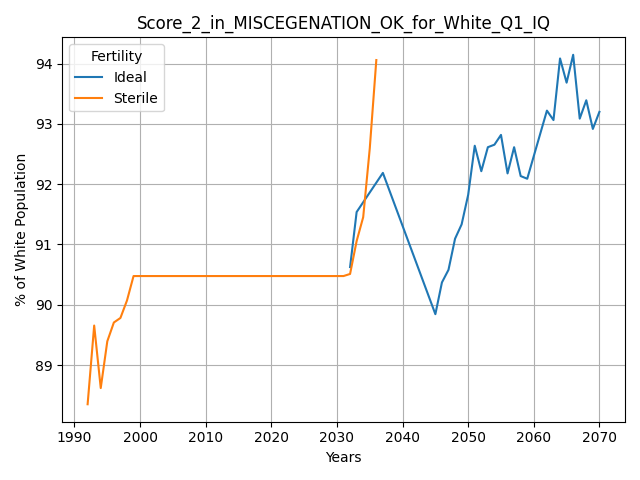 Score_2_in_MISCEGENATION_OK_for_White_Q1_IQ
Fertility
Ideal
Sterile
% of White Population
94
93
92
91
90
89
1990
2000
2010
2020
2030
2040
2050
2060
2070
Years